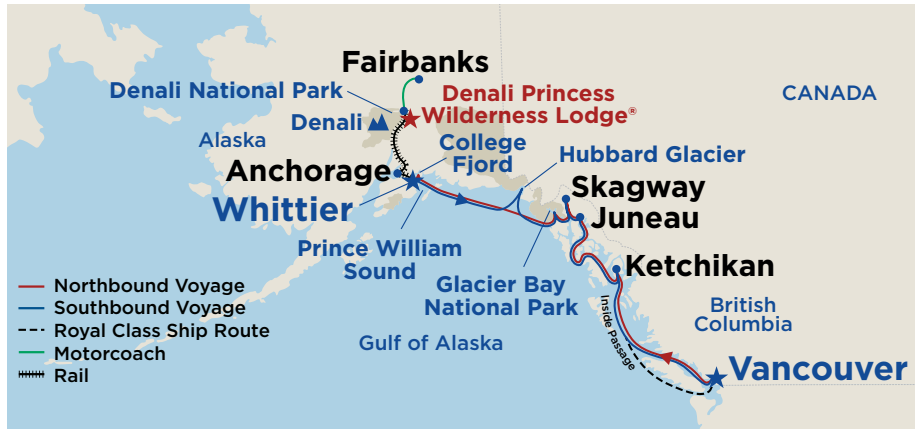 Fairbanks
Denali National Park
Denali Princess
Wilderness Lodge®
CANADA
Denali
Alaska
College
Fjord
Hubbard Glacier
Anchorage
Skagway
Whittier
Juneau
Prince William
Sound
Glacier Bay
National Park
Ketchikan
Northbound Voyage
Southbound Voyage
Royal Class Ship Route
Motorcoach
Rail
Inside Passage
British
Columbia
Gulf of Alaska
Vancouver